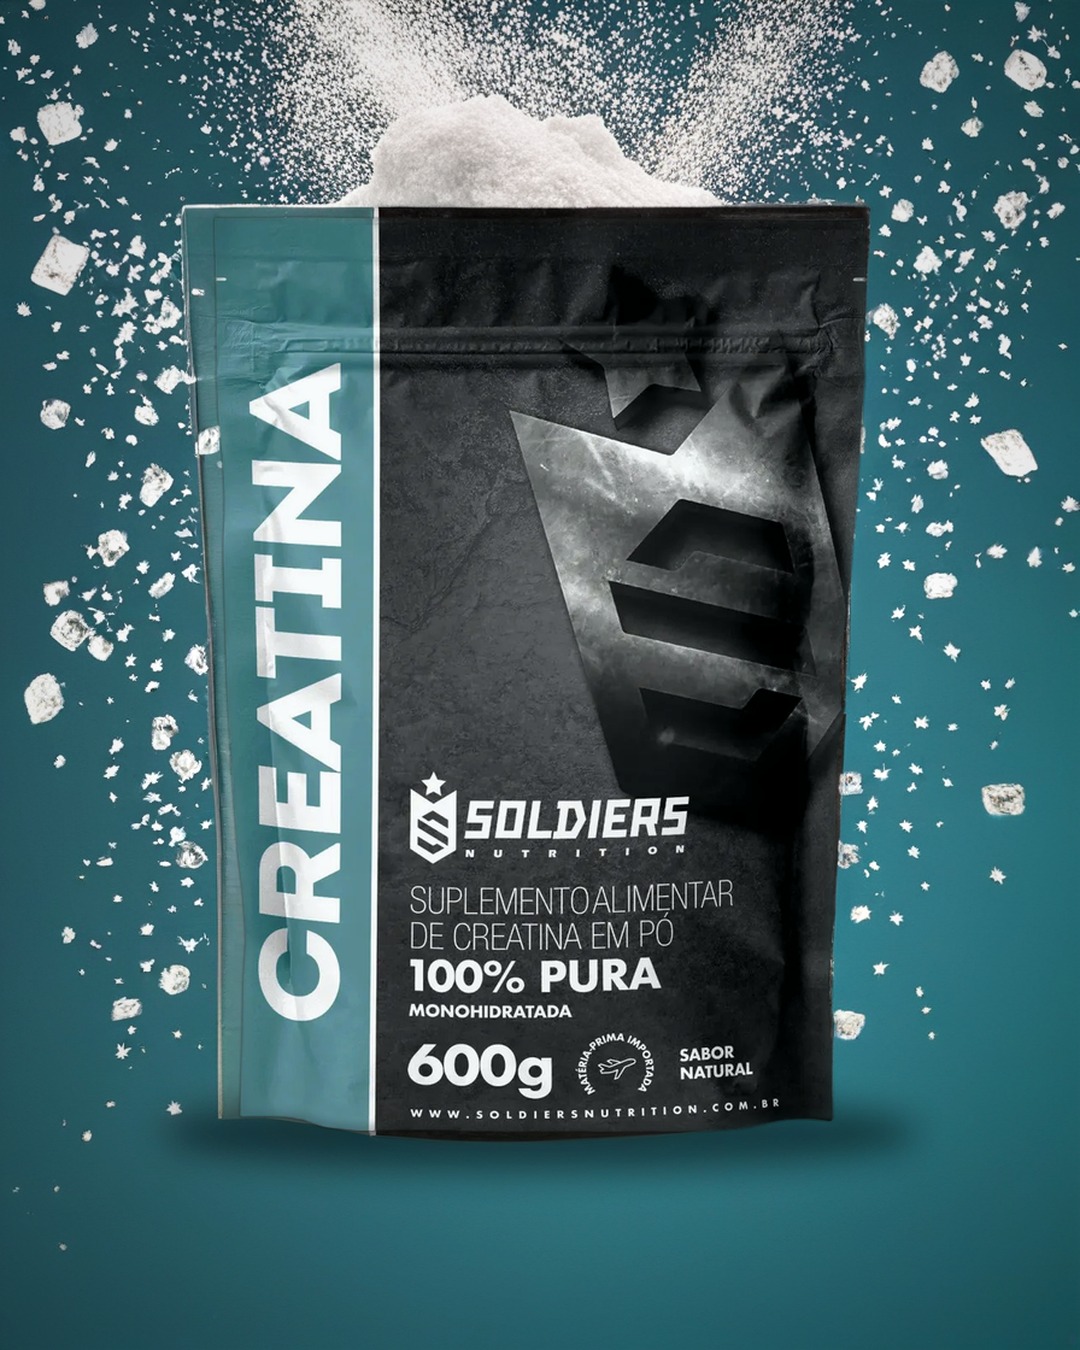 CREATINA
SOLDIERS
NUTRITION
SUPLEMENTO ALIMENTAR
DE CREATINA EM PÓ
100% PURA
MONOHIDRATADA
600g
MATÉRIA-PRIMA IMPORTADA
SABOR
NATURAL
WWW.SOLDIERSNUTRITION.COM.BR